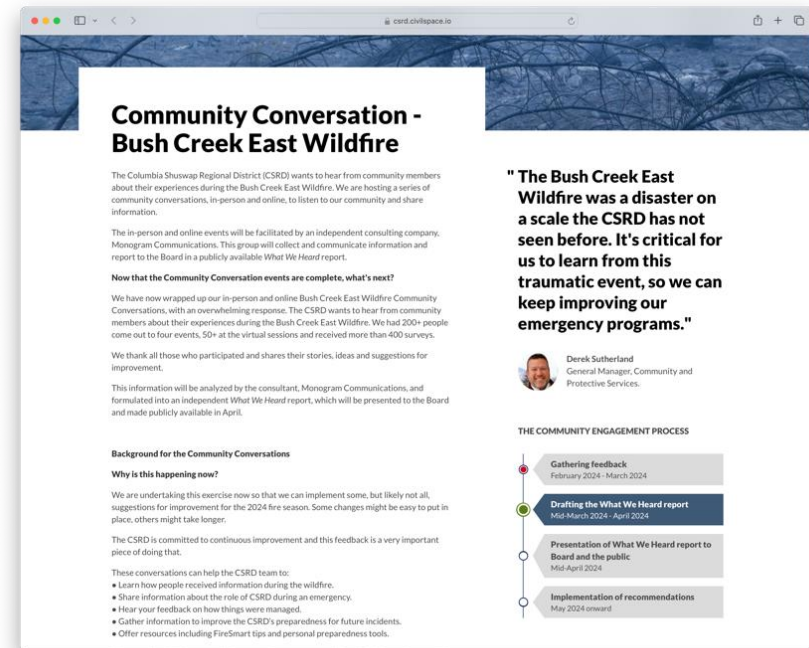 csrd.civilspace.io
Community Conversation -
Bush Creek East Wildfire
The Columbia Shuswap Regional District (CSRD) wants to hear from community members
about their experiences during the Bush Creek East Wildfire. We are hosting a series of
community conversations, in-person and online, to listen to our community and share
information.
The in-person and online events will be facilitated by an independent consulting company,
Monogram Communications. This group will collect and communicate information and
report to the Board in a publicly available What We Heard report.
Now that the Community Conversation events are complete, what's next?
We have now wrapped up our in-person and online Bush Creek East Wildfire Community
Conversations, with an overwhelming response. The CSRD wants to hear from community
members about their experiences during the Bush Creek East Wildfire. We had 200+ people
come out to four events, 50+ at the virtual sessions and received more than 400 surveys.
We thank all those who participated and shares their stories, ideas and suggestions for
improvement.
This information will be analyzed by the consultant, Monogram Communications, and
formulated into an independent What We Heard report, which will be presented to the Board
and made publicly available in April.
Background for the Community Conversations
Why is this happening now?
We are undertaking this exercise now so that we can implement some, but likely not all,
suggestions for improvement for the 2024 fire season. Some changes might be easy to put in
place, others might take longer.
The CSRD is committed to continuous improvement and this feedback is a very important
piece of doing that.
These conversations can help the CSRD team to:
• Learn how people received information during the wildfire.
• Share information about the role of CSRD during an emergency.
• Hear your feedback on how things were managed.
• Gather information to improve the CSRD's preparedness for future incidents.
• Offer resources including FireSmart tips and personal preparedness tools.
" The Bush Creek East
Wildfire was a disaster on
a scale the CSRD has not
seen before. It's critical for
us to learn from this
traumatic event, so we can
keep improving our
emergency programs."
Derek Sutherland
General Manager, Community and
Protective Services.
THE COMMUNITY ENGAGEMENT PROCESS
Gathering feedback
February 2024 - March 2024
Drafting the What We Heard report
Mid-March 2024 - April 2024
Presentation of What We Heard report to
Board and the public
Mid-April 2024
Implementation of recommendations
May 2024 onward